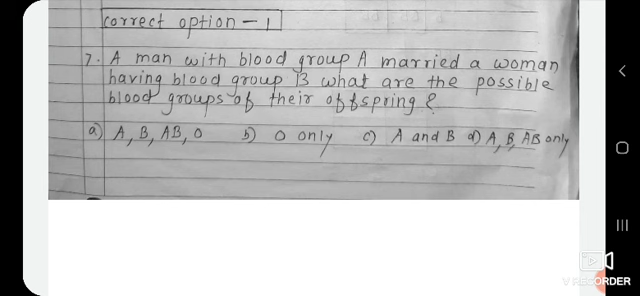 correct option - 1
7. A man with blood group A married a woman
having blood group B what are the possible
blood groups of their offspring ?
a) A, B, AB, O b) O only c) A and B d) A, B, AB only
V RECORDER